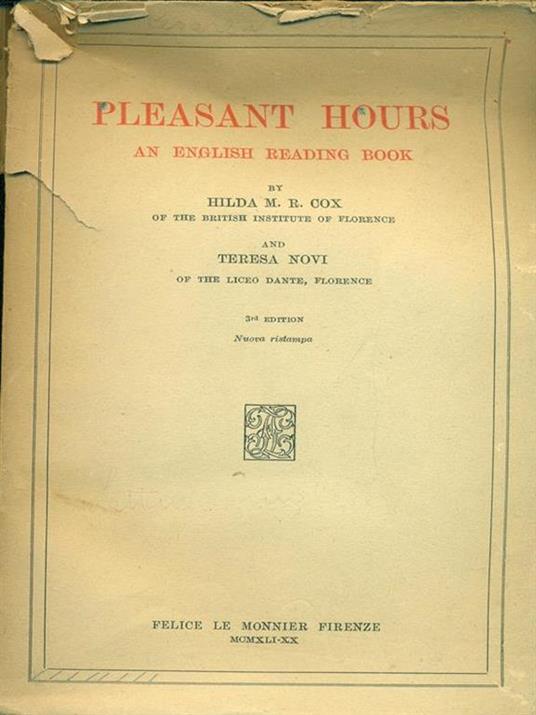 PLEASANT HOURS
AN ENGLISH READING BOOK
BY
HILDA M. R. COX
OF THE BRITISH INSTITUTE OF FLORENCE
AND
TERESA NOVI
OF THE LICEO DANTE, FLORENCE
3rd EDITION
Nuova ristampa
FELICE LE MONNIER FIRENZE
MCMXLI-XX